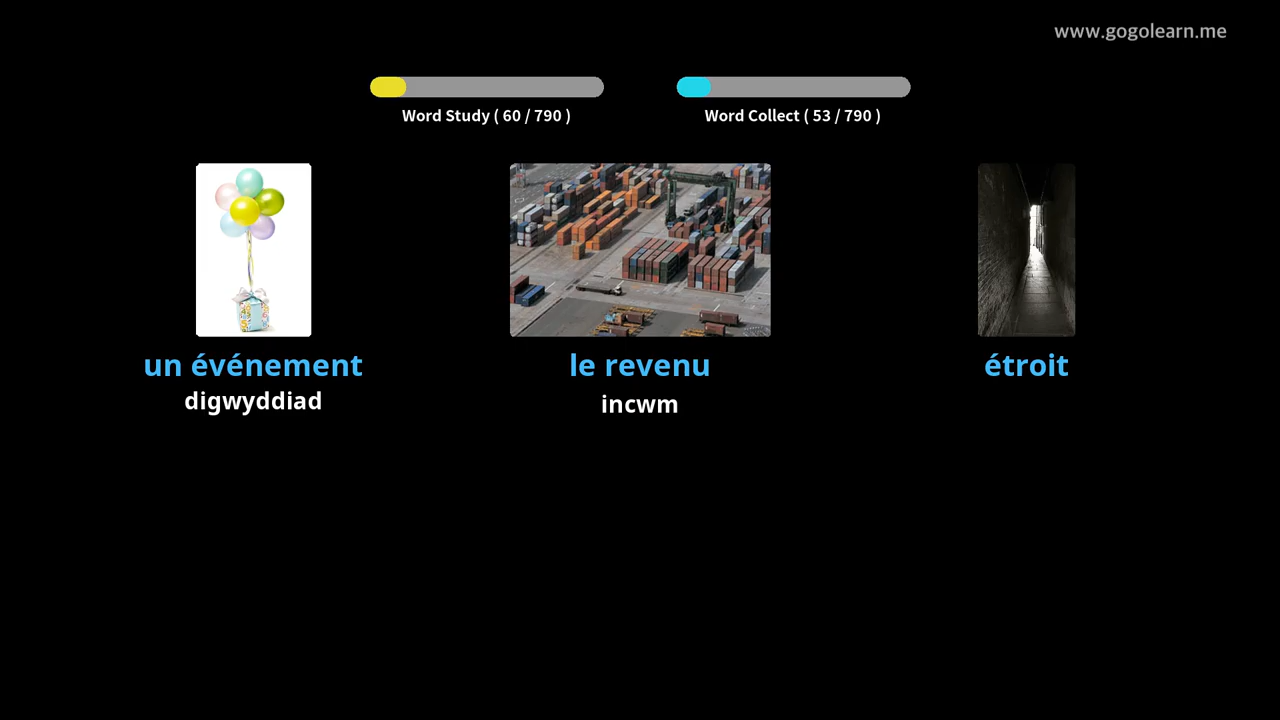 www.gogolearn.me
Word Study ( 60 / 790 )
Word Collect ( 53 / 790 )
un événement
digwyddiad
le revenu
incwm
étroit